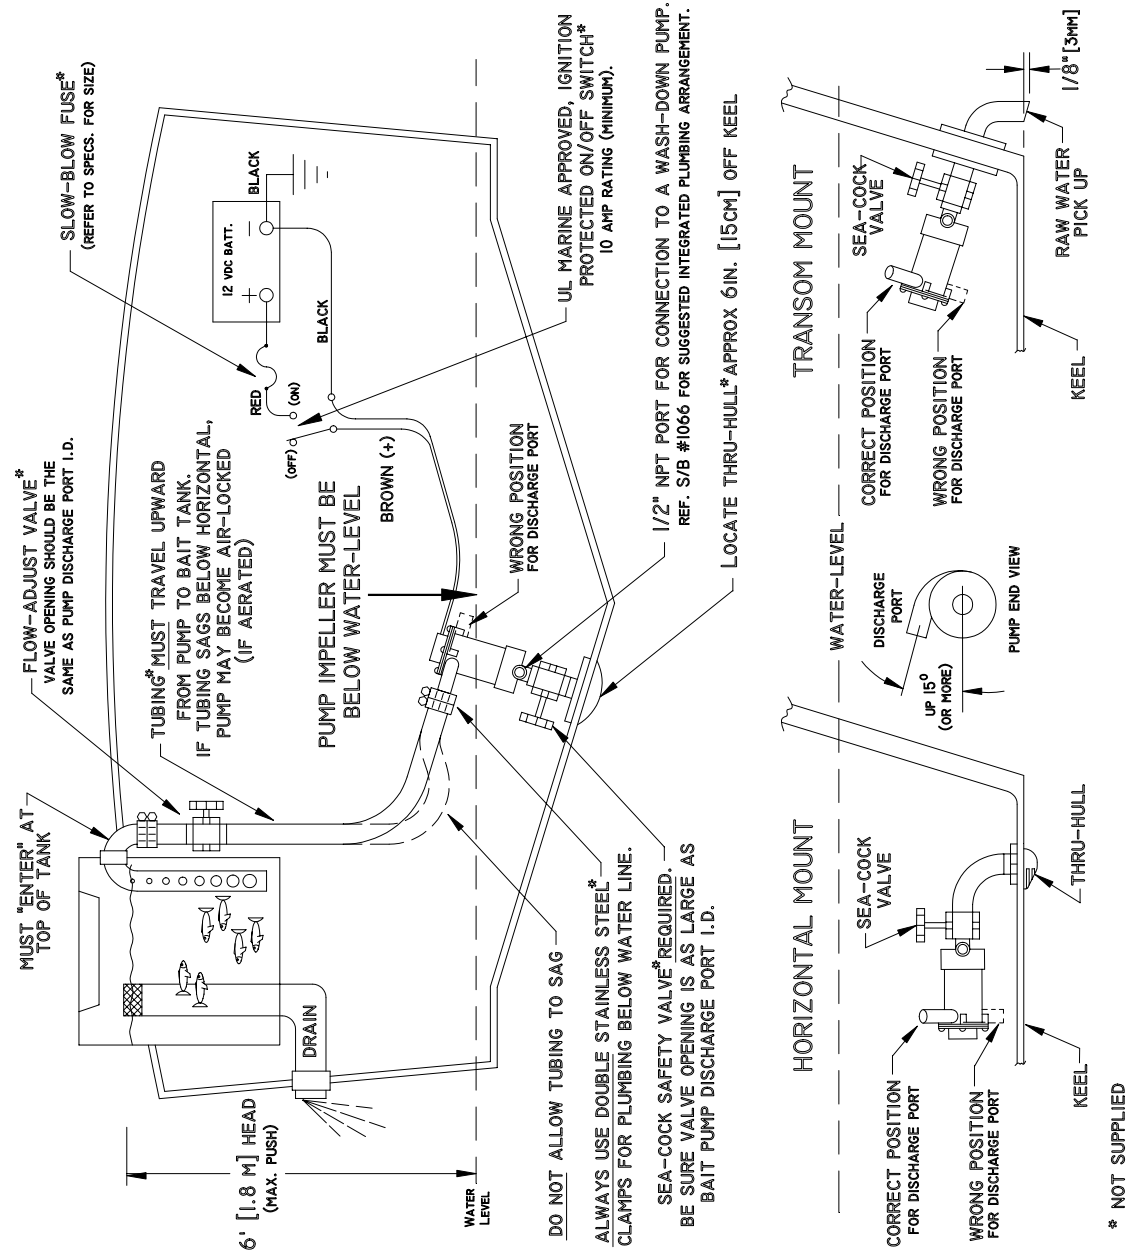 SLOW-BLOW FUSE*
(REFER TO SPECS. FOR SIZE)
FLOW-ADJUST VALVE*
VALVE OPENING SHOULD BE THE
SAME AS PUMP DISCHARGE PORT I.D.
MUST "ENTER" AT
TOP OF TANK
TUBING* MUST TRAVEL UPWARD
FROM PUMP TO BAIT TANK.
IF TUBING SAGS BELOW HORIZONTAL,
PUMP MAY BECOME AIR-LOCKED
(IF AERATED)
12 VDC BATT.
+
-
BLACK
BLACK
RED
(ON)
(OFF)
BROWN (+)
PUMP IMPELLER MUST BE
BELOW WATER-LEVEL
DRAIN
6' [1.8 M] HEAD
(MAX. PUSH)
WATER
LEVEL
WRONG POSITION
FOR DISCHARGE PORT
UL MARINE APPROVED, IGNITION
PROTECTED ON/OFF SWITCH*
10 AMP RATING (MINIMUM).
1/2" NPT PORT FOR CONNECTION TO A WASH-DOWN PUMP.
REF. S/B #1066 FOR SUGGESTED INTEGRATED PLUMBING ARRANGEMENT.
LOCATE THRU-HULL* APPROX 6IN. [15CM] OFF KEEL
DO NOT ALLOW TUBING TO SAG
ALWAYS USE DOUBLE STAINLESS STEEL*
CLAMPS FOR PLUMBING BELOW WATER LINE.
SEA-COCK SAFETY VALVE* REQUIRED.
BE SURE VALVE OPENING IS AS LARGE AS
BAIT PUMP DISCHARGE PORT I.D.
HORIZONTAL MOUNT
SEA-COCK
VALVE
CORRECT POSITION
FOR DISCHARGE PORT
WRONG POSITION
FOR DISCHARGE PORT
KEEL
THRU-HULL
WATER-LEVEL
DISCHARGE
PORT
UP 15°
(OR MORE)
PUMP END VIEW
TRANSOM MOUNT
SEA-COCK
VALVE
CORRECT POSITION
FOR DISCHARGE PORT
WRONG POSITION
FOR DISCHARGE PORT
KEEL
RAW WATER
PICK UP
1/8" [3MM]
* NOT SUPPLIED